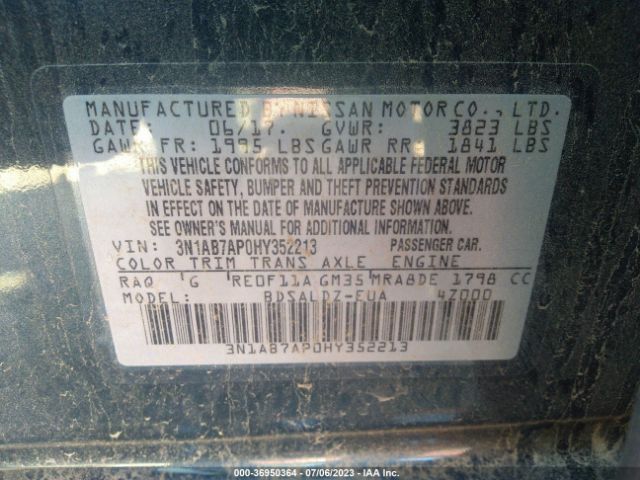 MANUFACTURED BY NISSAN MOTOR CO., LTD.
DATE: 06/17. GVWR: 3823 LBS
GAWR FR: 1995 LBS GAWR RR: 1841 LBS
THIS VEHICLE CONFORMS TO ALL APPLICABLE FEDERAL MOTOR
VEHICLE SAFETY, BUMPER AND THEFT PREVENTION STANDARDS
IN EFFECT ON THE DATE OF MANUFACTURE SHOWN ABOVE.
SEE OWNER'S MANUAL FOR ADDITIONAL INFORMATION.
VIN: 3N1AB7AP0HY352213 PASSENGER CAR.
COLOR TRIM TRANS AXLE ENGINE
RAQ G RE0F11A GM35 MRA8DE 1798 CC
MODEL: BDSALDZ-EUA 4Z000
3N1AB7AP0HY352213
000-36950364 - 07/06/2023 - IAA Inc.